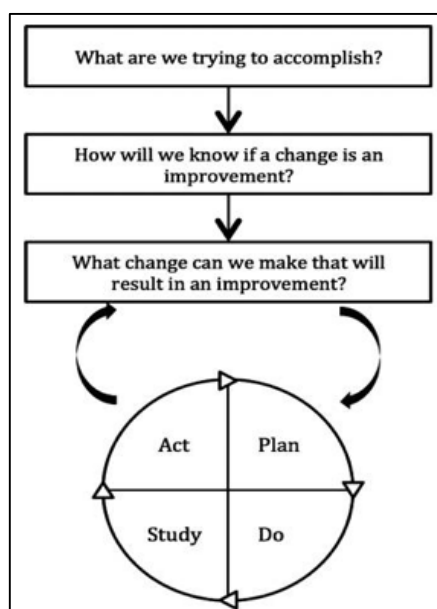 What are we trying to accomplish?
How will we know if a change is an
improvement?
What change can we make that will
result in an improvement?
Act
Plan
Study
Do